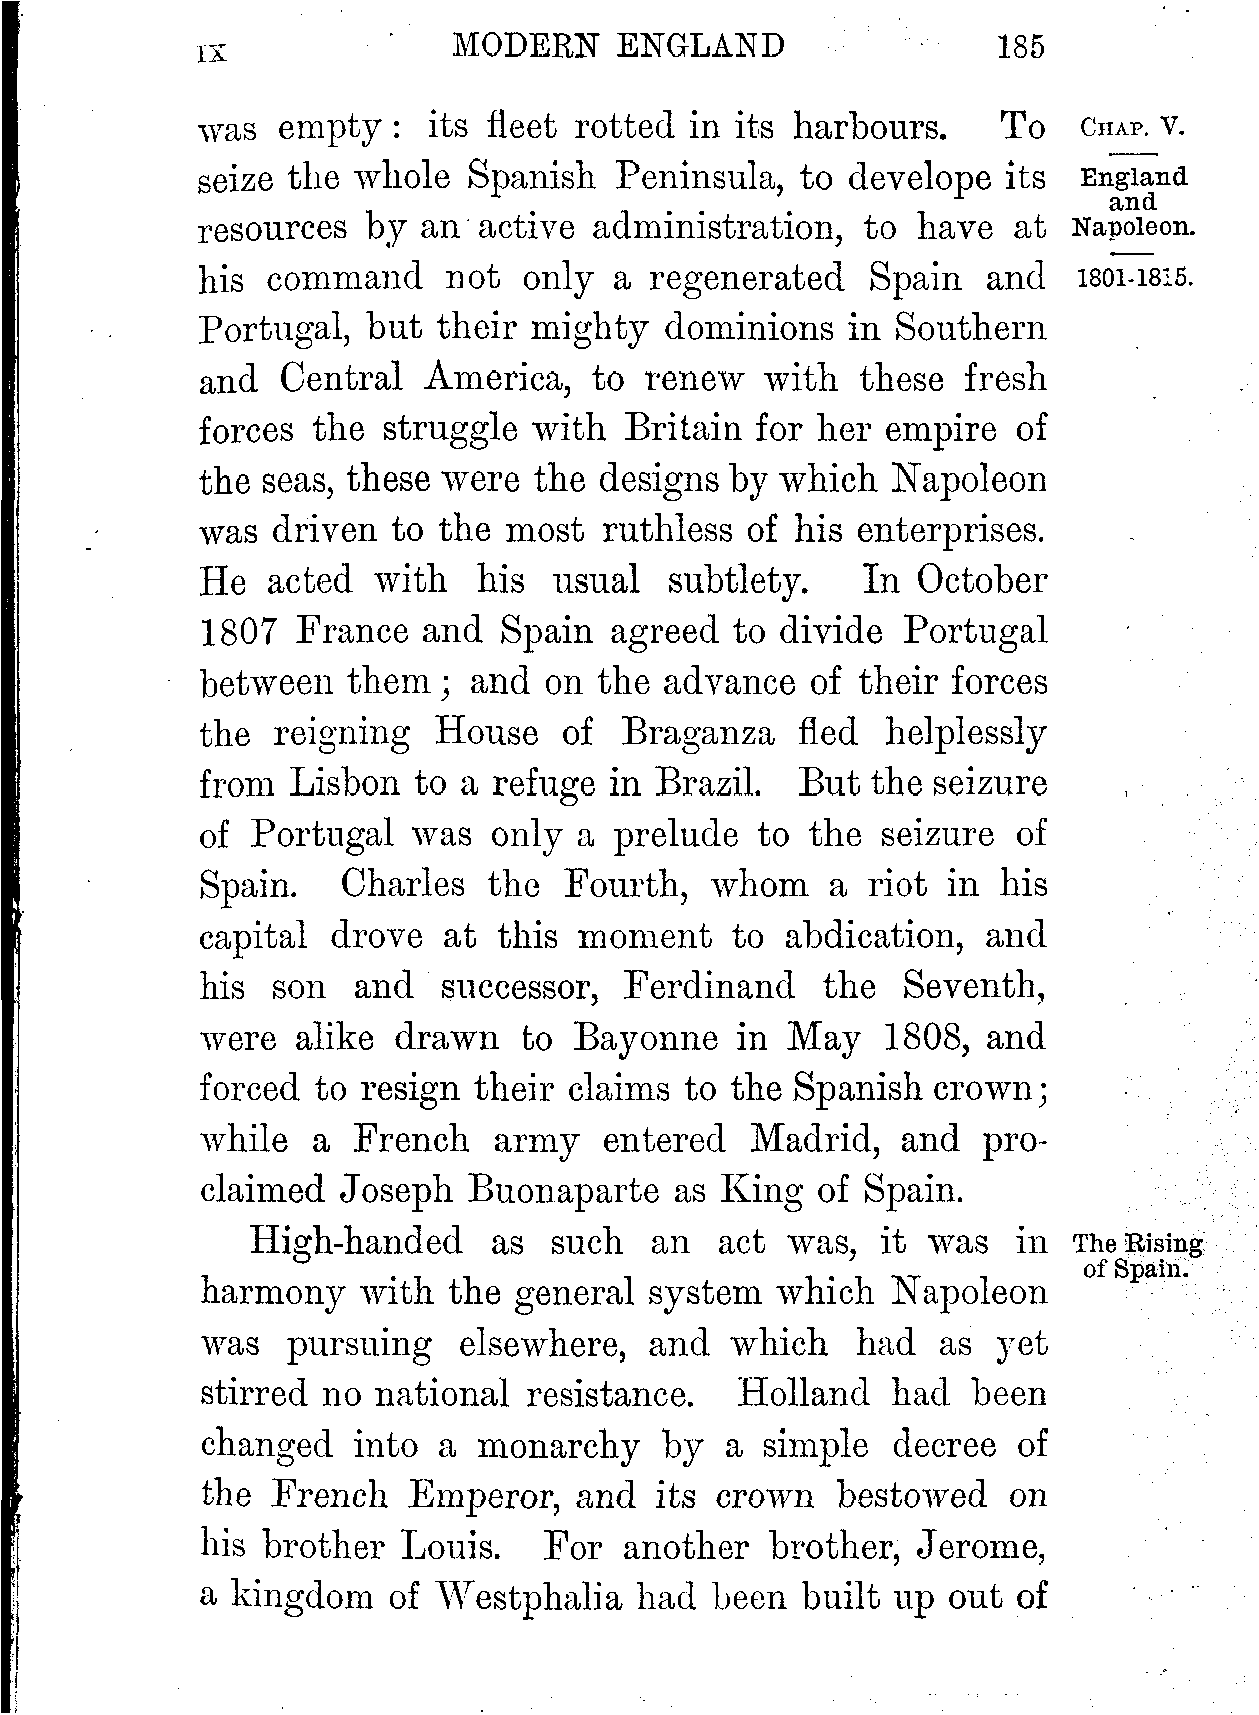 IX MODERN ENGLAND 185
was empty : its fleet rotted in its harbours. To
seize the whole Spanish Peninsula, to develope its
resources by an active administration, to have at
his command not only a regenerated Spain and
Portugal, but their mighty dominions in Southern
and Central America, to renew with these fresh
forces the struggle with Britain for her empire of
the seas, these were the designs by which Napoleon
was driven to the most ruthless of his enterprises.
He acted with his usual subtlety. In October
1807 France and Spain agreed to divide Portugal
between them ; and on the advance of their forces
the reigning House of Braganza fled helplessly
from Lisbon to a refuge in Brazil. But the seizure
of Portugal was only a prelude to the seizure of
Spain. Charles the Fourth, whom a riot in his
capital drove at this moment to abdication, and
his son and successor, Ferdinand the Seventh,
were alike drawn to Bayonne in May 1808, and
forced to resign their claims to the Spanish crown;
while a French army entered Madrid, and pro-
claimed Joseph Buonaparte as King of Spain.
High-handed as such an act was, it was in
harmony with the general system which Napoleon
was pursuing elsewhere, and which had as yet
stirred no national resistance. Holland had been
changed into a monarchy by a simple decree of
the French Emperor, and its crown bestowed on
his brother Louis. For another brother, Jerome,
a kingdom of Westphalia had been built up out of
CHAP. V.
England
and
Napoleon.
1801-1815.
The Rising
of Spain.